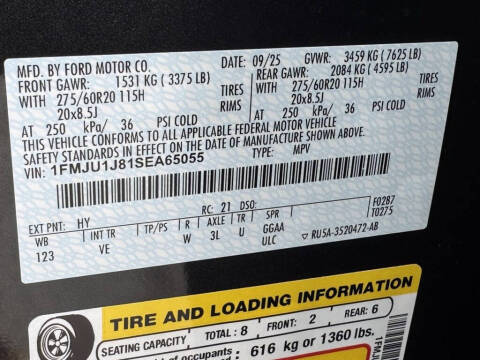 MFD. BY FORD MOTOR CO.
DATE: 09/25 GVWR: 3459 KG (7625 LB)
FRONT GAWR: 1531 KG (3375 LB) REAR GAWR: 2084 KG (4595 LB)
WITH 275/60R20 115H TIRES WITH 275/60R20 115H TIRES
20x8.5J RIMS 20x8.5J RIMS
AT 250 kPa/ 36 PSI COLD AT 250 kPa/ 36 PSI COLD
THIS VEHICLE CONFORMS TO ALL APPLICABLE FEDERAL MOTOR VEHICLE
SAFETY STANDARDS IN EFFECT ON THE DATE OF MANUFACTURE SHOWN ABOVE.
VIN: 1FMJU1J81SEA65055 TYPE: MPV
EXT PNT: HY RC: 21 DSO: F0287
WB INT TR TP/PS R AXLE TR SPR T0275
123 VE W 3L U GGAA
ULC ▽ RU5A-3520472-AB
TIRE AND LOADING INFORMATION
SEATING CAPACITY TOTAL: 8 FRONT: 2 REAR: 6
of occupants 616 kg or 1360 lbs.